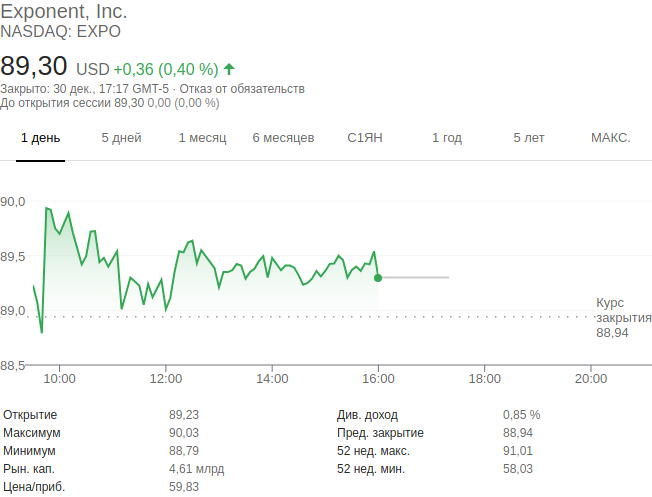 Exponent, Inc.
NASDAQ: EXPO
89,30 USD +0,36 (0,40 %)
Закрыто: 30 дек., 17:17 GMT-5 · Отказ от обязательств
До открытия сессии 89,30 0,00 (0,00 %)
1 день 5 дней 1 месяц 6 месяцев С1ЯН 1 год 5 лет МАКС.
90,0
89,5
89,0
88,5
Курс
закрытия
88,94
10:00 12:00 14:00 16:00 18:00 20:00
Открытие 89,23 Див. доход 0,85 %
Максимум 90,03 Пред. закрытие 88,94
Минимум 88,79 52 нед. макс. 91,01
Рын. кап. 4,61 млрд 52 нед. мин. 58,03
Цена/приб. 59,83